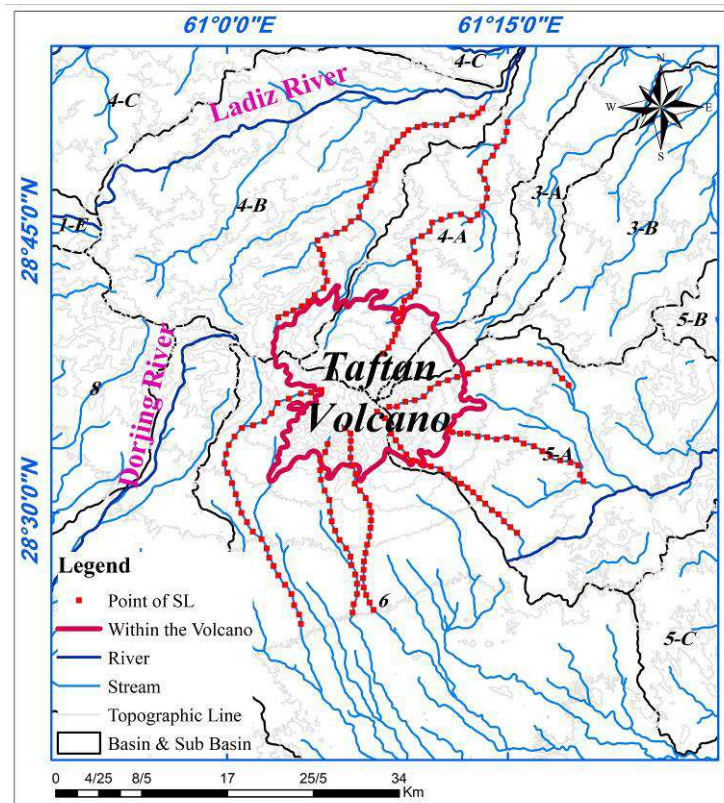 61°0'0"E
61°15'0"E
4-C
4-C
Ladiz River
N
W
E
S
4-B
3-A
1-E
4-A
3-B
28°45'0"N
5-B
Taftan
Volcano
8
Dorjing River
5-A
28°30'0"N
6
5-C
Legend
Point of SL
Within the Volcano
River
Stream
Topographic Line
Basin & Sub Basin
0 4/25 8/5 17 25/5 34
Km